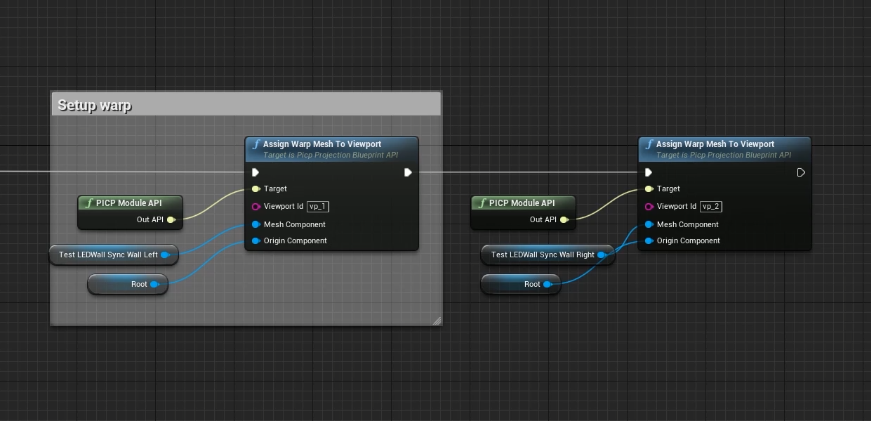 Setup warp
f Assign Warp Mesh To Viewport
Target is Picp Projection Blueprint API
f PICP Module API
Out API
Target
Viewport Id vp_1
Mesh Component
Origin Component
Test LEDWall Sync Wall Left
Root
f Assign Warp Mesh To Viewport
Target is Picp Projection Blueprint API
f PICP Module API
Out API
Target
Viewport Id vp_2
Mesh Component
Origin Component
Test LEDWall Sync Wall Right
Root